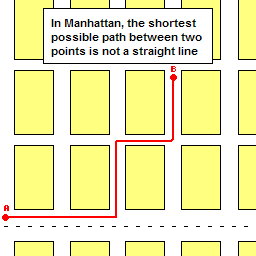 In Manhattan, the shortest
possible path between two
points is not a straight line
B
A